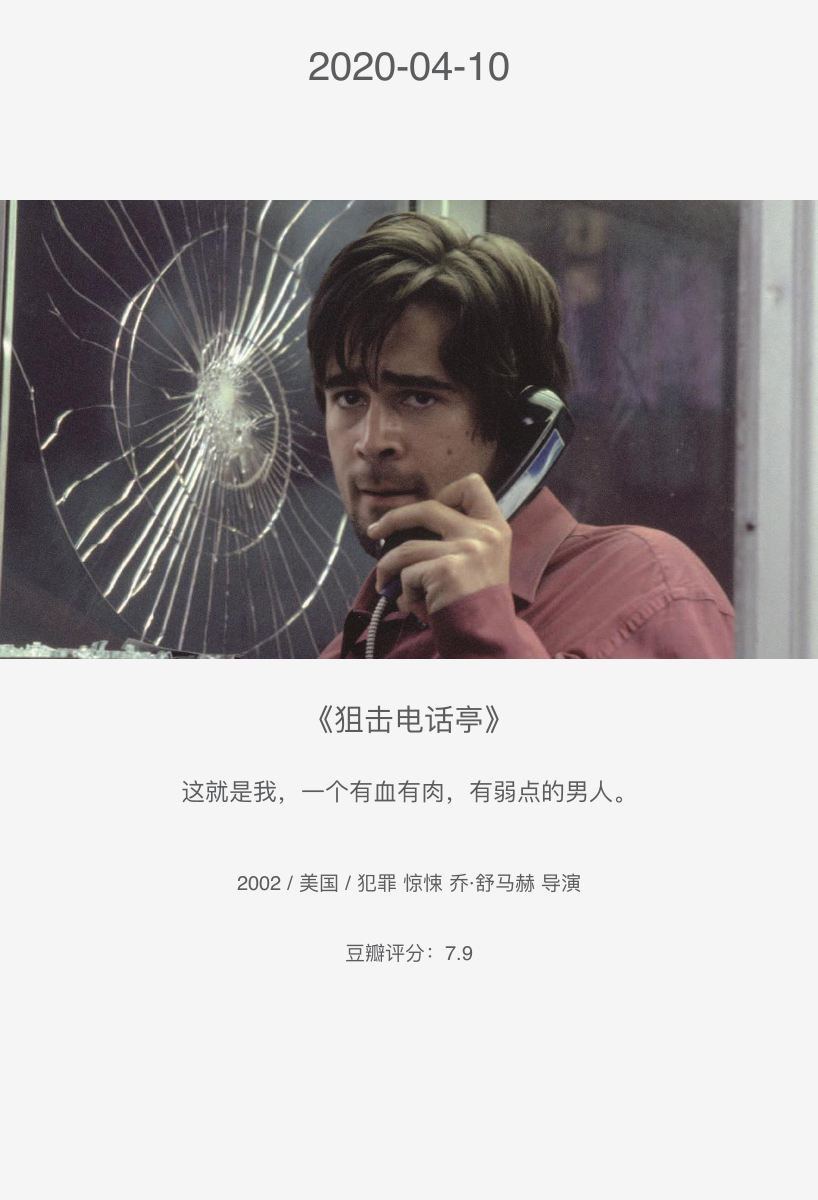 2020-04-10
《狙击电话亭》
这就是我，一个有血有肉，有弱点的男人。
2002 / 美国 / 犯罪 惊悚 乔·舒马赫 导演
豆瓣评分：7.9